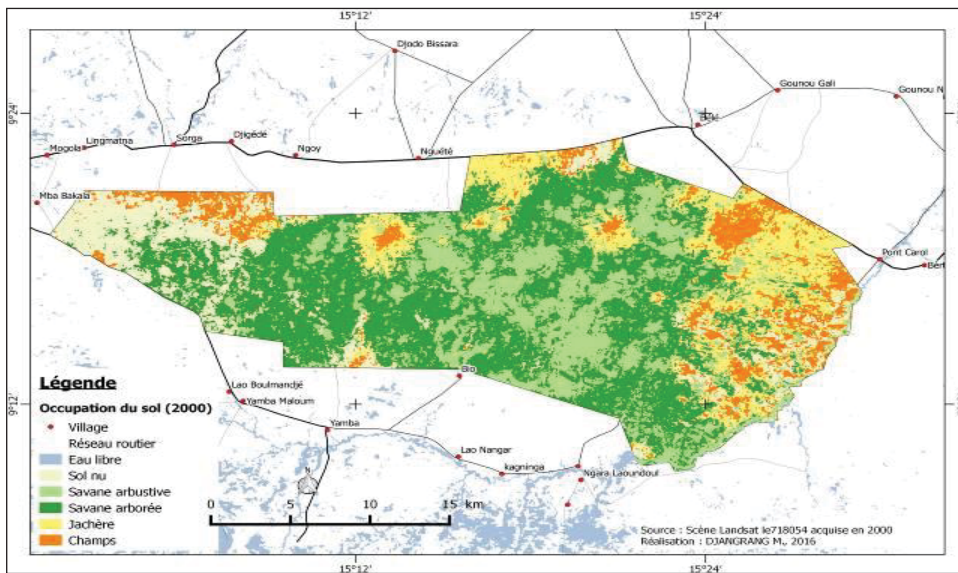 15°12' 15°24'
Djodo Bissara
Gounou Gali
Gounou N
9°24'
Djigédé
Sorga
Lingmatna
Mogola
Ngoy
Nguété
Mba Bakala
Pont Carol
Légende
Occupation du sol (2000)
Village
Réseau routier
Eau libre
Sol nu
Savane arbustive
Savane arborée
Jachère
Champs
Bio
Lao Boulmandjé
Yamba Maloum
9°12'
Yamba
Lao Nangar
kagninga
Ngara Laoundoul
N
0 5 10 15 km
Source : Scène Landsat le718054 acquise en 2000
Réalisation : DJANGRANG M., 2016
15°12' 15°24'